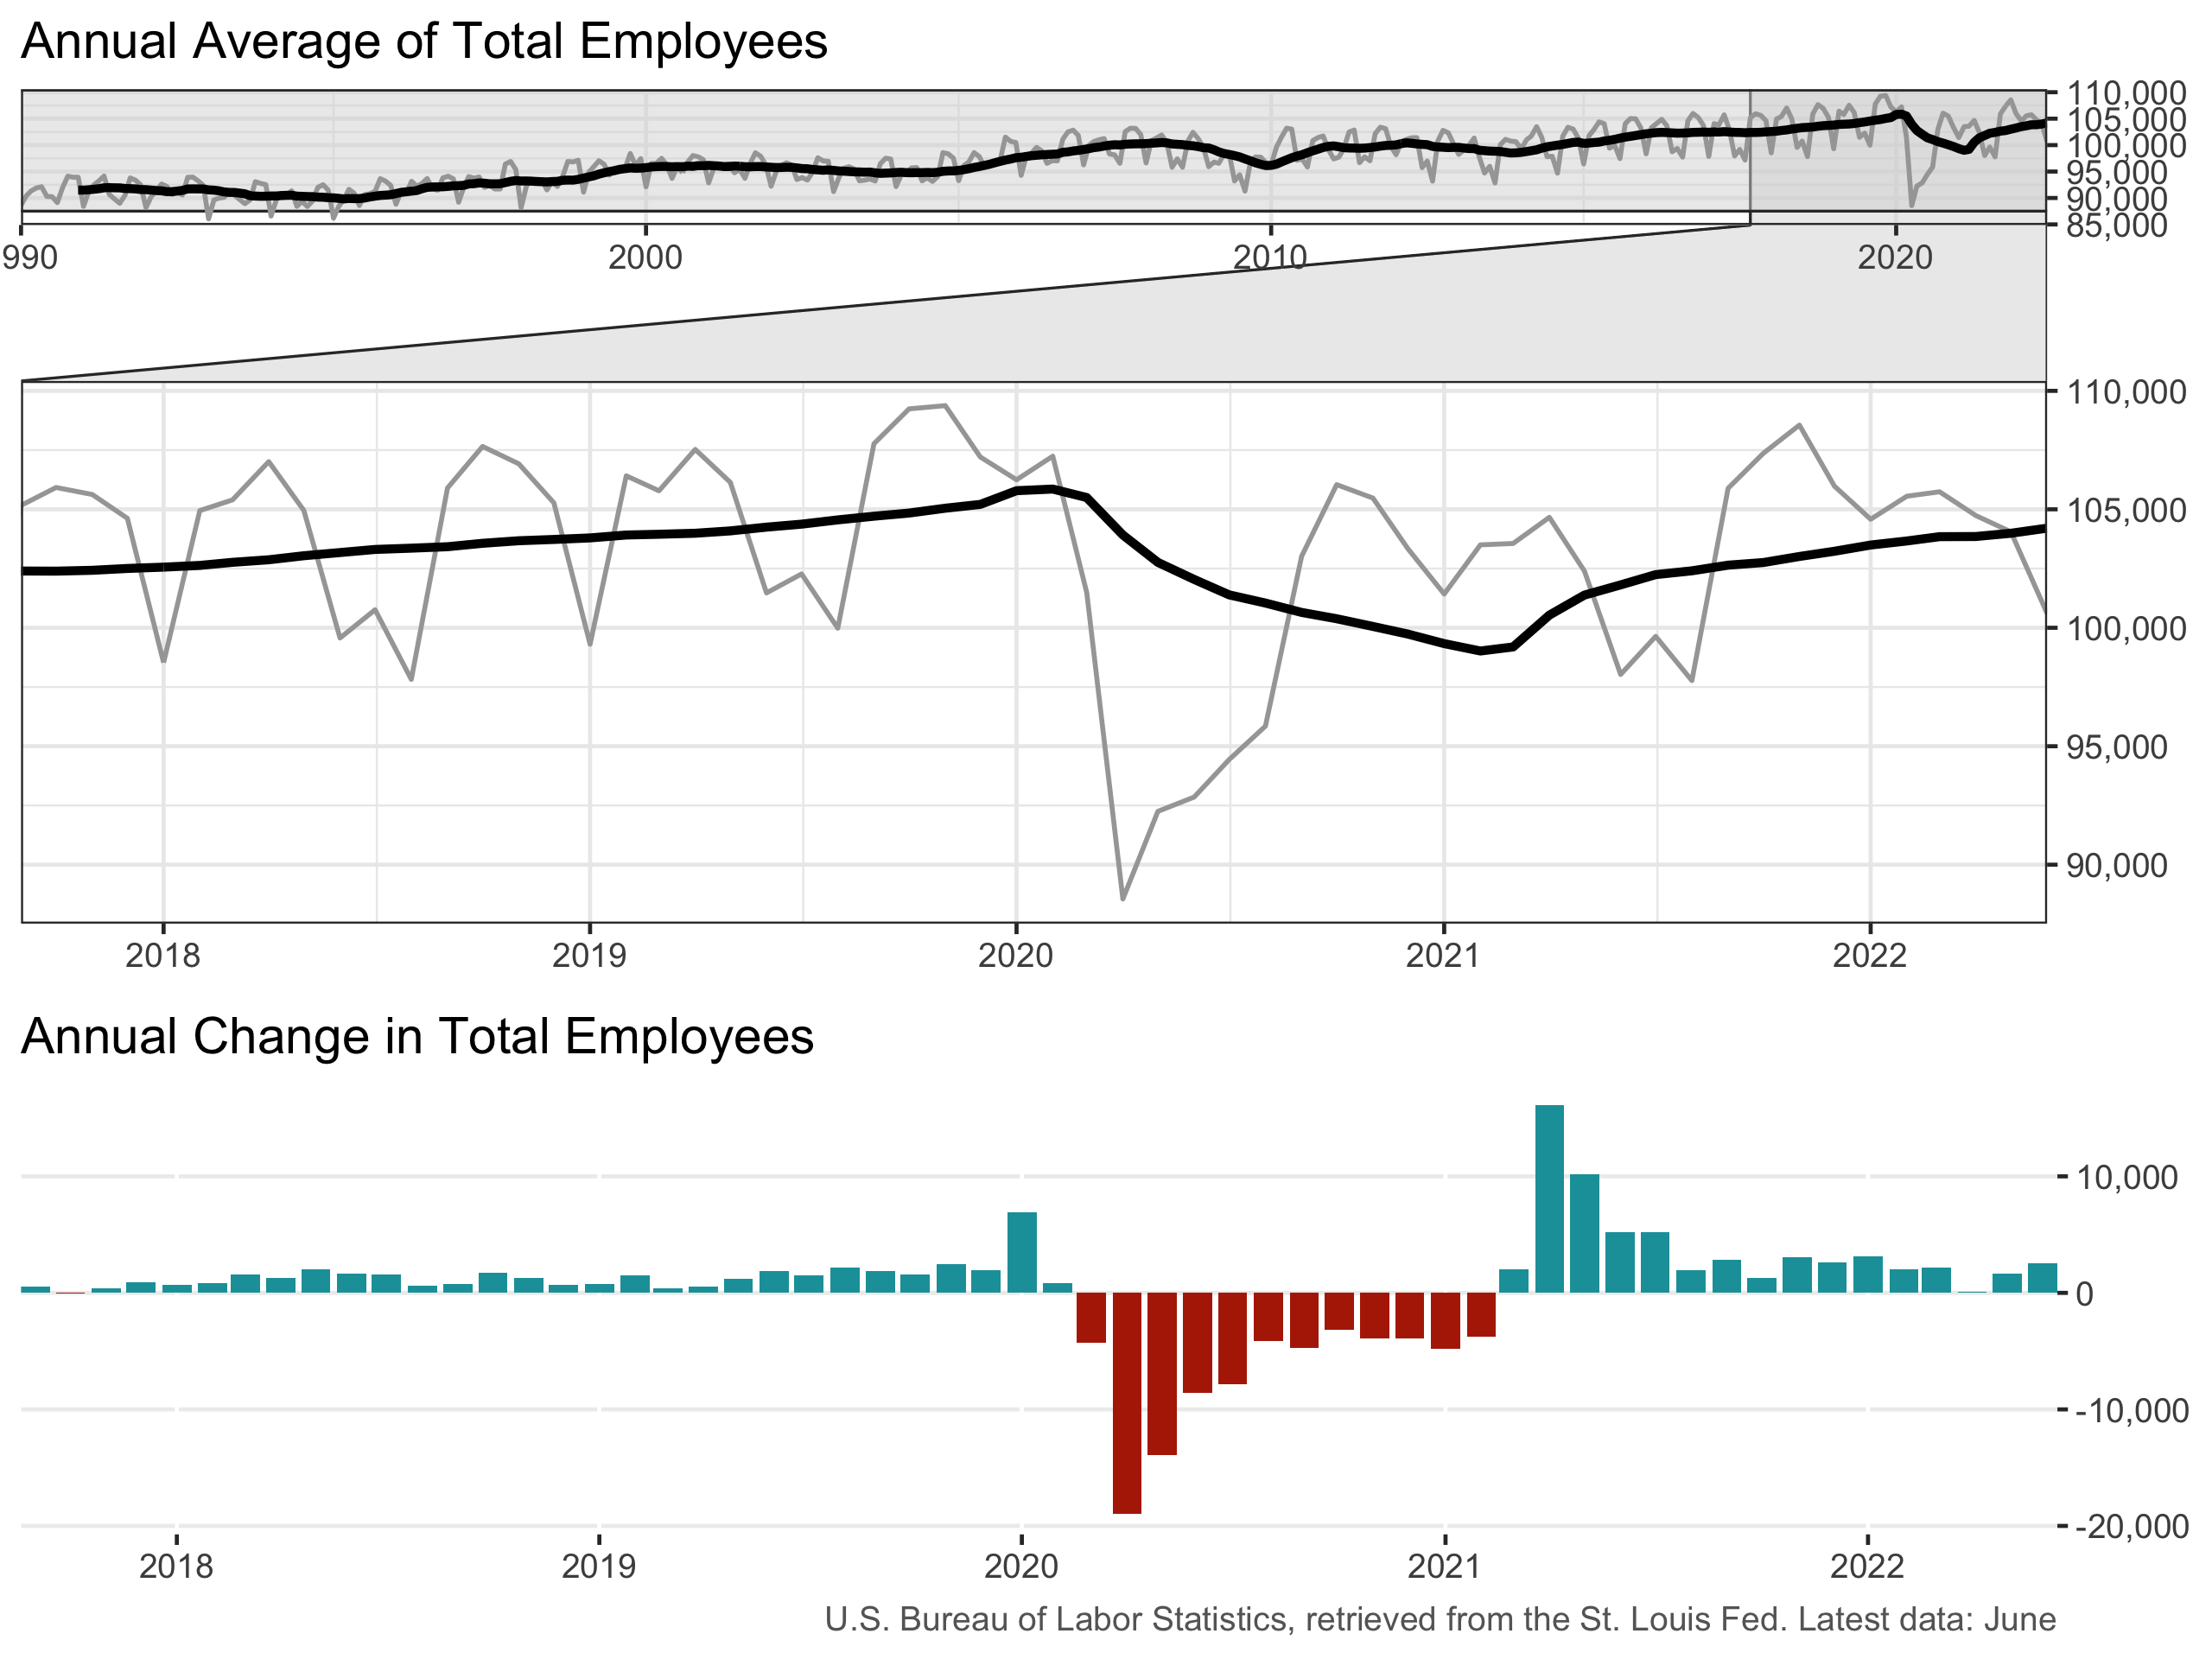 Annual Average of Total Employees
110,000
105,000
100,000
95,000
90,000
85,000
990 2000 2010 2020
110,000
105,000
100,000
95,000
90,000
2018 2019 2020 2021 2022
Annual Change in Total Employees
10,000
0
-10,000
-20,000
2018 2019 2020 2021 2022
U.S. Bureau of Labor Statistics, retrieved from the St. Louis Fed. Latest data: June